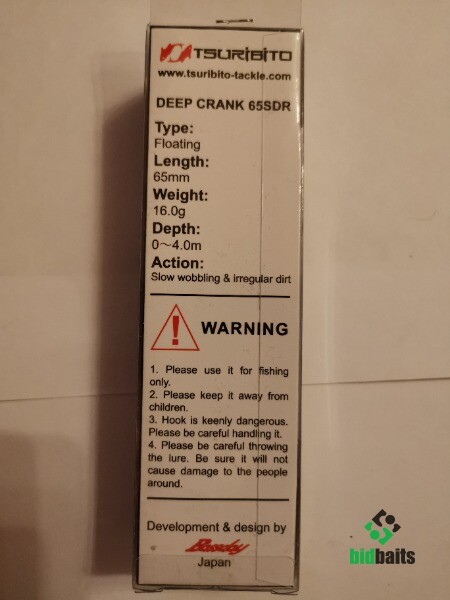 TSURIBITO
www.tsuribito-tackle.com
DEEP CRANK 65SDR
Type:
Floating
Length:
65mm
Weight:
16.0g
Depth:
0～4.0m
Action:
Slow wobbling & irregular dirt
WARNING
1. Please use it for fishing
only.
2. Please keep it away from
children.
3. Hook is keenly dangerous.
Please be careful handling it.
4. Please be careful throwing
the lure. Be sure it will not
cause damage to the people
around.
Development & design by
Japan
bidbaits